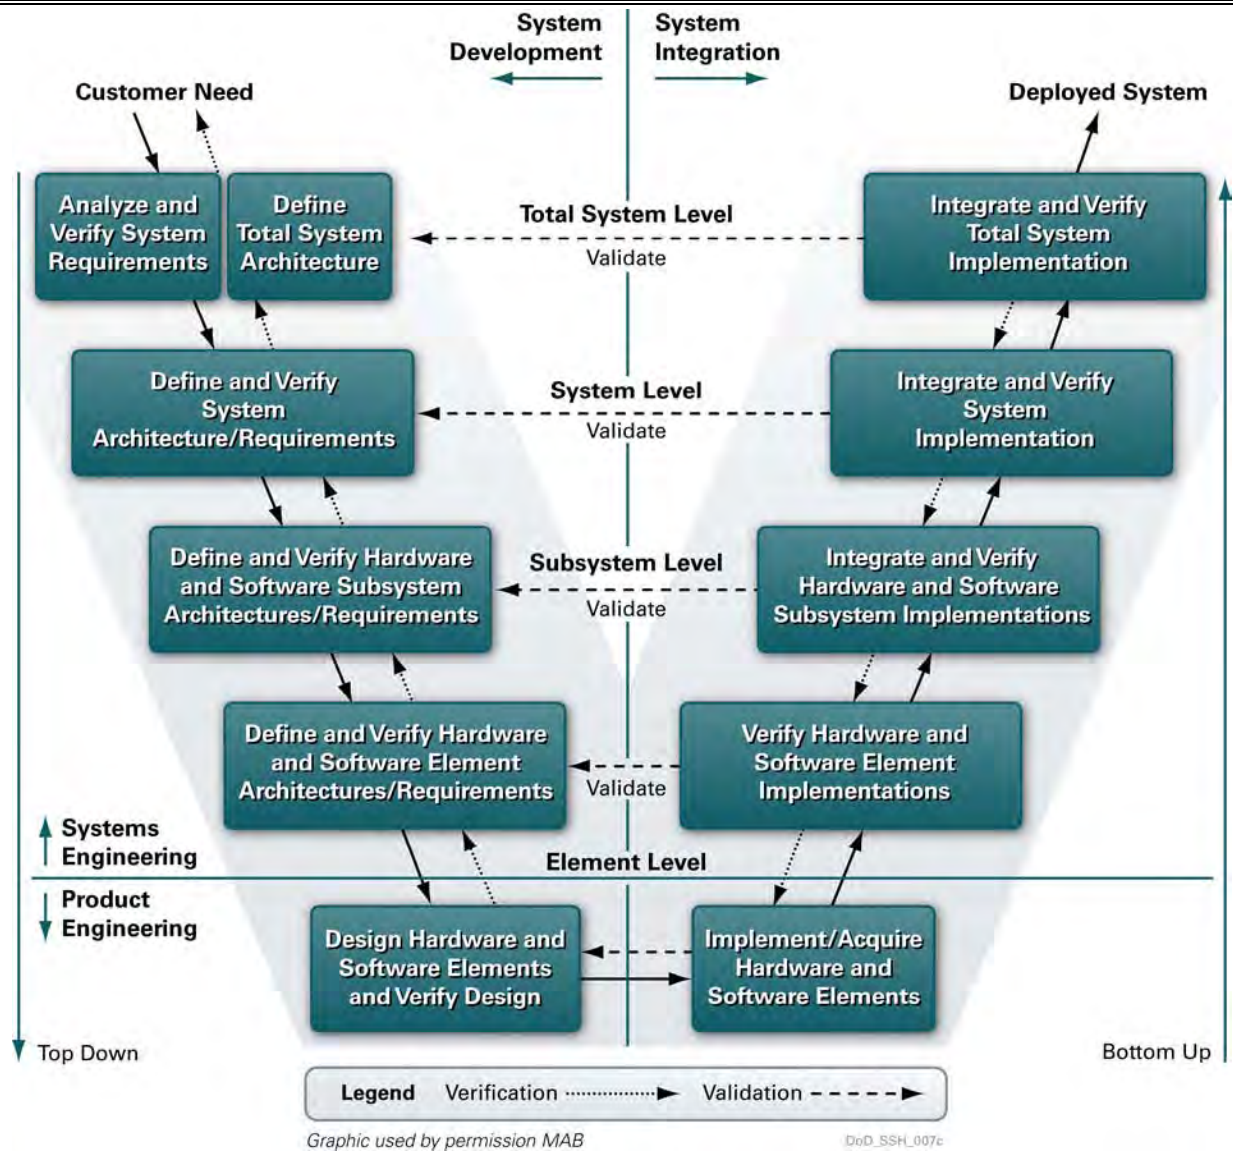 System
Development
System
Integration
Customer Need
Deployed System
Analyze and
Verify System
Requirements
Define
Total System
Architecture
Total System Level
Validate
Integrate and Verify
Total System
Implementation
Define and Verify
System
Architecture/Requirements
System Level
Validate
Integrate and Verify
System
Implementation
Define and Verify Hardware
and Software Subsystem
Architectures/Requirements
Subsystem Level
Validate
Integrate and Verify
Hardware and Software
Subsystem Implementations
Define and Verify Hardware
and Software Element
Architectures/Requirements
Validate
Verify Hardware and
Software Element
Implementations
Systems
Engineering
Element Level
Product
Engineering
Design Hardware and
Software Elements
and Verify Design
Implement/Acquire
Hardware and
Software Elements
Top Down
Bottom Up
Legend Verification Validation
Graphic used by permission MAB
DoD_SSH_007c